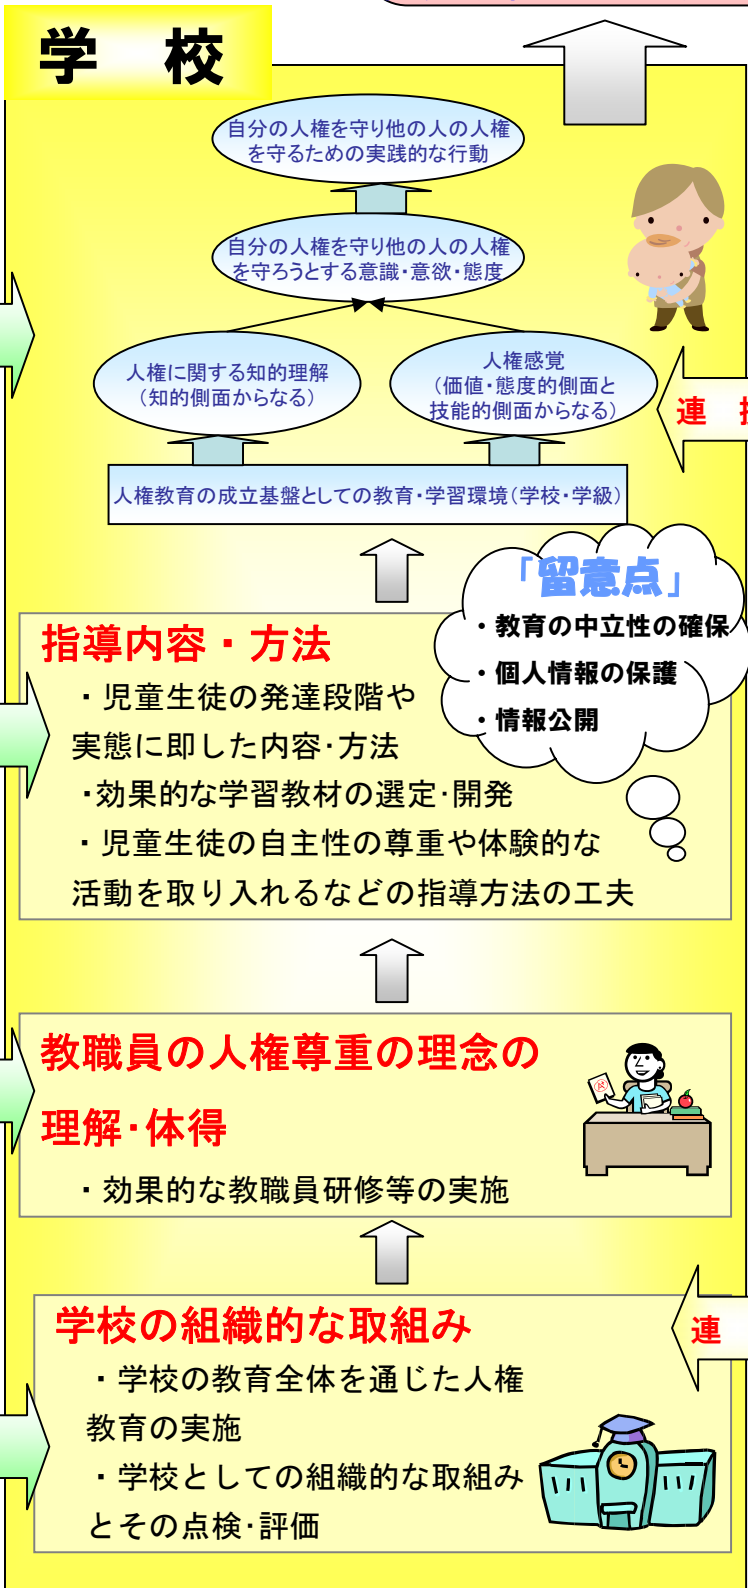 学　校
自分の人権を守り他の人の人権
を守るための実践的な行動
自分の人権を守り他の人の人権
を守ろうとする意識・意欲・態度
人権に関する知的理解
（知的側面からなる）
人権感覚
（価値・態度的側面と
技能的側面からなる）
連
人権教育の成立基盤としての教育・学習環境（学校・学級）
「留意点」
・教育の中立性の確保
・個人情報の保護
・情報公開
指導内容・方法
・児童生徒の発達段階や
実態に即した内容・方法
・効果的な学習教材の選定・開発
・児童生徒の自主性の尊重や体験的な
活動を取り入れるなどの指導方法の工夫
教職員の人権尊重の理念の
理解・体得
・効果的な教職員研修等の実施
学校の組織的な取組み
連
・学校の教育全体を通じた人権
教育の実施
・学校としての組織的な取組み
とその点検・評価